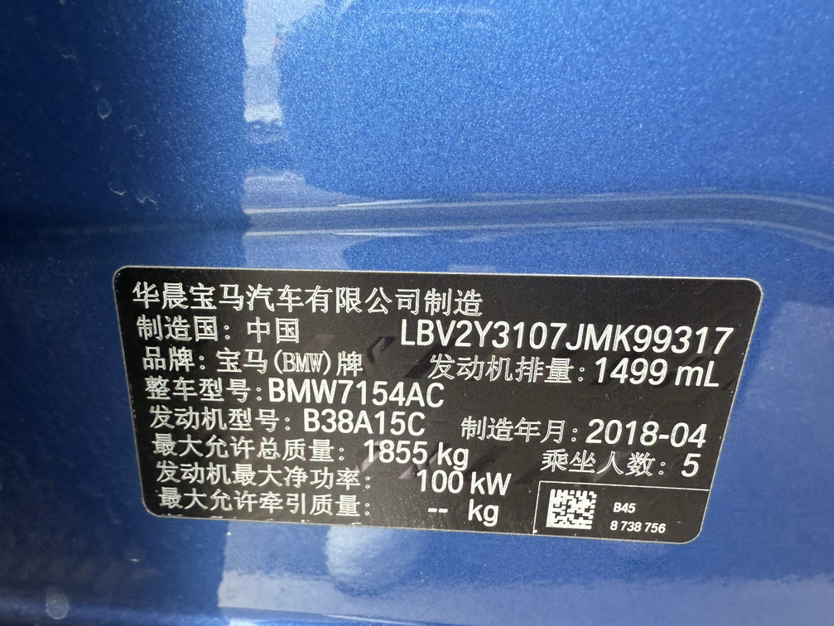 华晨宝马汽车有限公司制造
制造国: 中国 LBV2Y3107JMK99317
品牌: 宝马(BMW)牌 发动机排量: 1499 mL
整车型号: BMW7154AC
发动机型号: B38A15C 制造年月: 2018-04
最大允许总质量: 1855 kg 乘坐人数: 5
发动机最大净功率: 100 kW
最大允许牵引质量: -- kg
B45
8 738 756